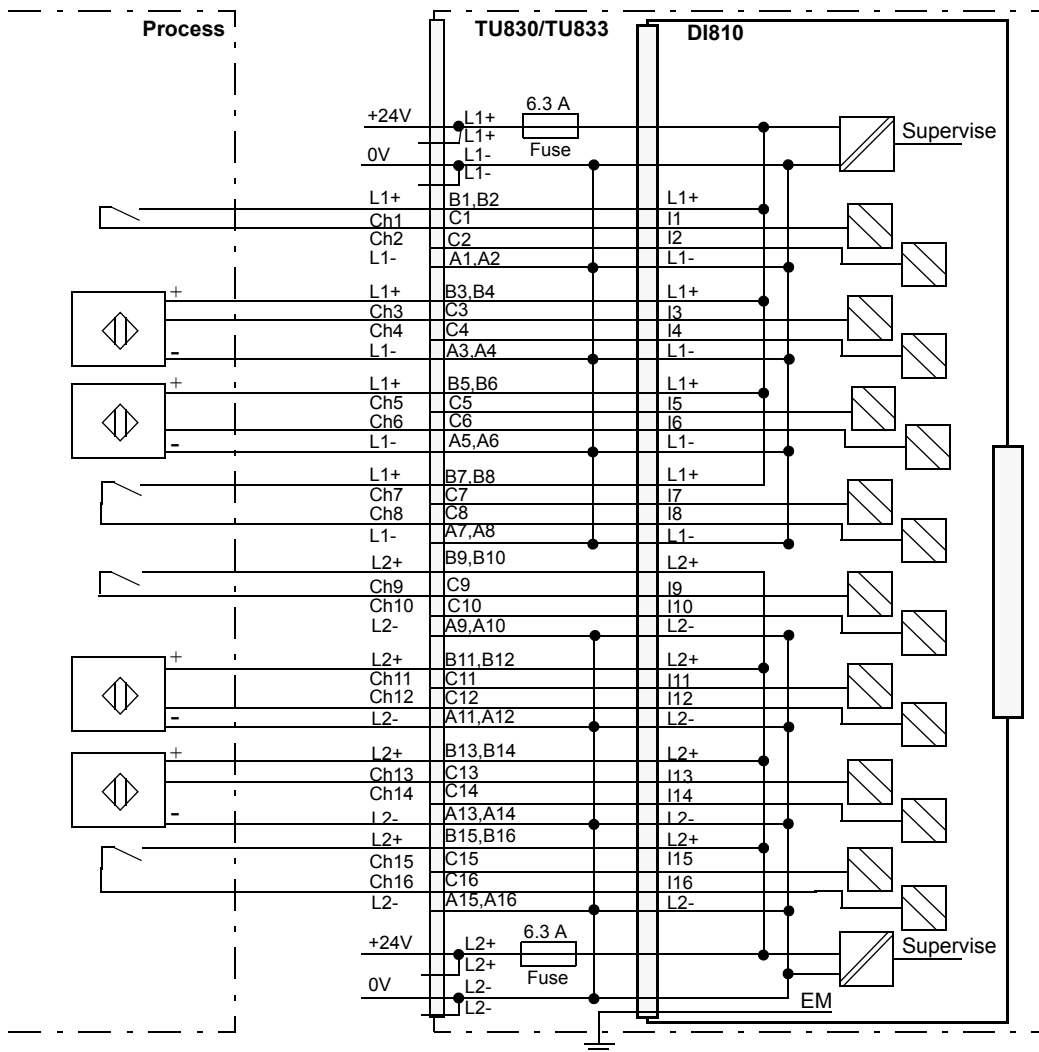 Process TU830/TU833 DI810
+24V L1+ 6.3 A
L1+ Fuse Supervise
0V L1-
L1-
L1+ B1,B2 L1+
Ch1 C1 I1
Ch2 C2 I2
L1- A1,A2 L1-
+ L1+ B3,B4 L1+
Ch3 C3 I3
Ch4 C4 I4
- L1- A3,A4 L1-
+ L1+ B5,B6 L1+
Ch5 C5 I5
Ch6 C6 I6
- L1- A5,A6 L1-
L1+ B7,B8 L1+
Ch7 C7 I7
Ch8 C8 I8
L1- A7,A8 L1-
L2+ B9,B10 L2+
Ch9 C9 I9
Ch10 C10 I10
L2- A9,A10 L2-
+ L2+ B11,B12 L2+
Ch11 C11 I11
Ch12 C12 I12
- L2- A11,A12 L2-
+ L2+ B13,B14 L2+
Ch13 C13 I13
Ch14 C14 I14
- L2- A13,A14 L2-
L2+ B15,B16 L2+
Ch15 C15 I15
Ch16 C16 I16
L2- A15,A16 L2-
+24V L2+ 6.3 A Supervise
L2+ Fuse
0V L2-
L2- EM